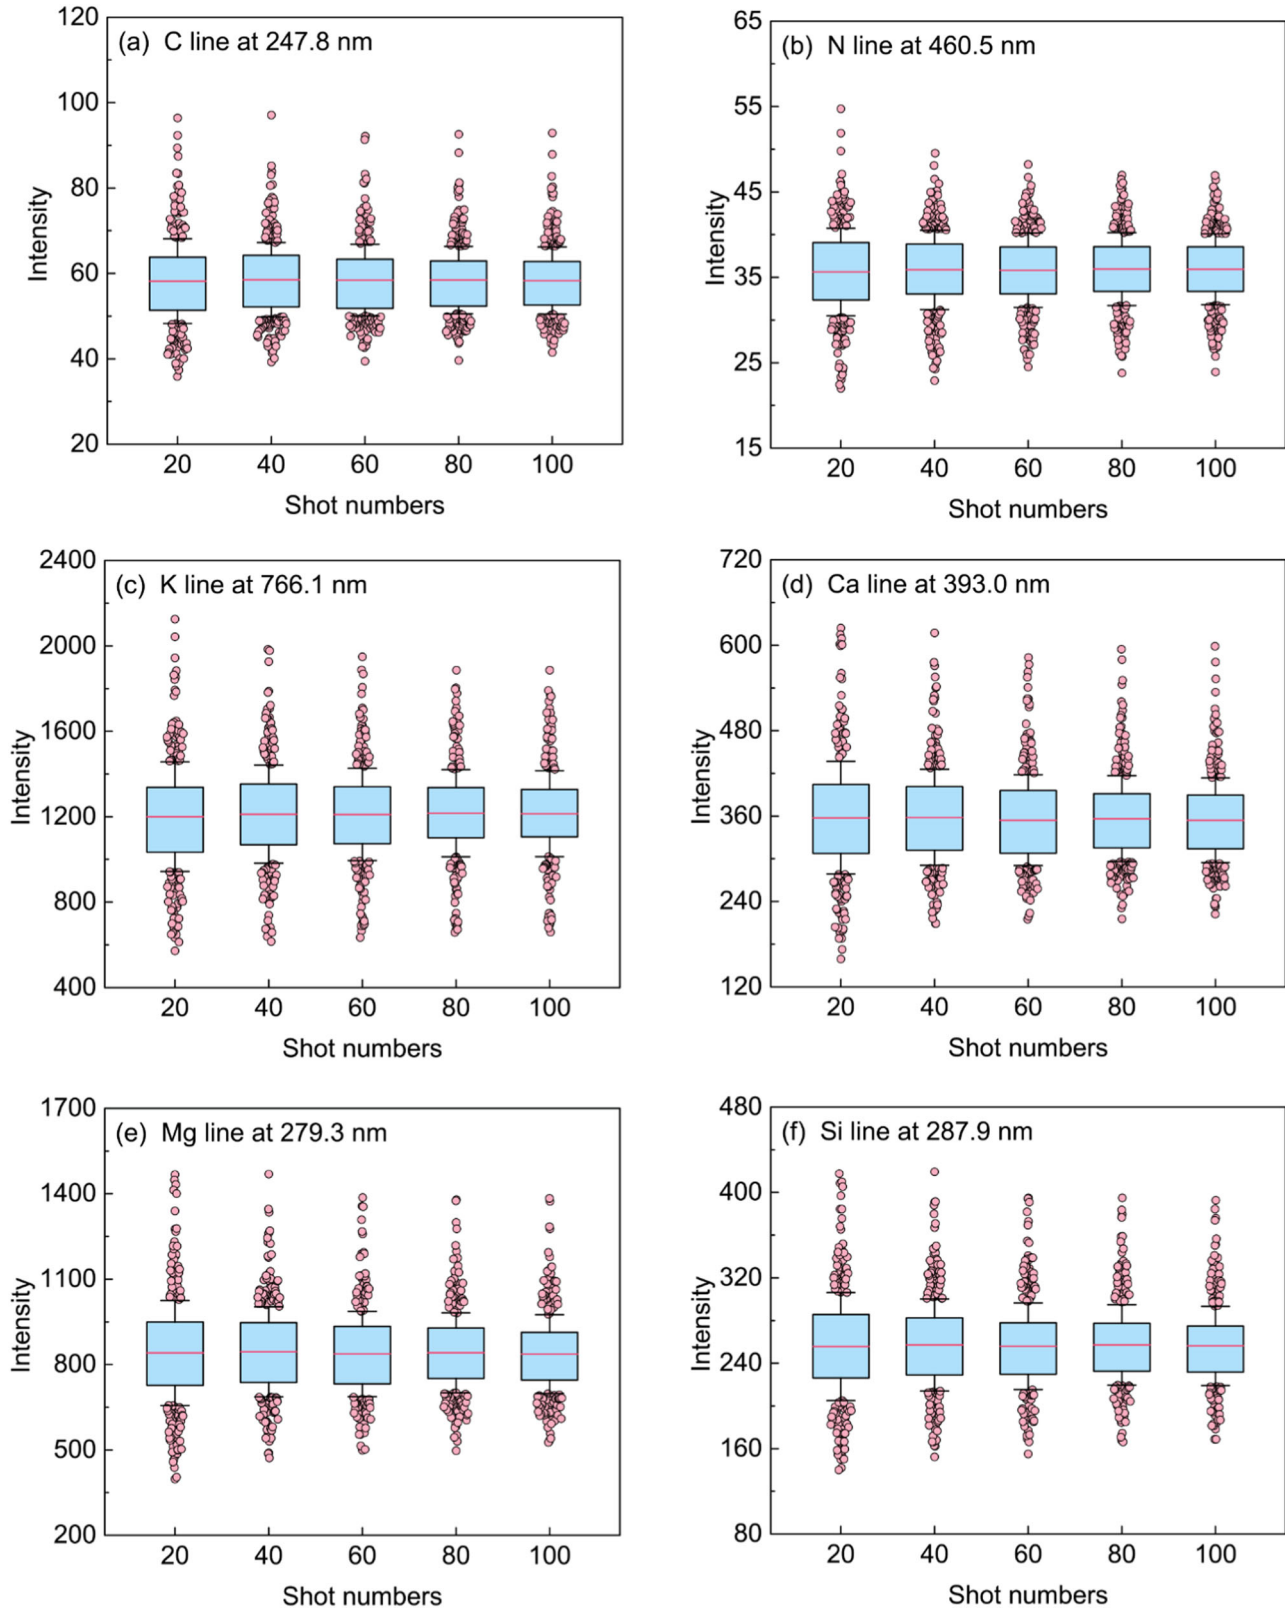 (a) C line at 247.8 nm
120
100
80
60
40
20
Intensity
20 40 60 80 100
Shot numbers
(b) N line at 460.5 nm
65
55
45
35
25
15
Intensity
20 40 60 80 100
Shot numbers
(c) K line at 766.1 nm
2400
2000
1600
1200
800
400
Intensity
20 40 60 80 100
Shot numbers
(d) Ca line at 393.0 nm
720
600
480
360
240
120
Intensity
20 40 60 80 100
Shot numbers
(e) Mg line at 279.3 nm
1700
1400
1100
800
500
200
Intensity
20 40 60 80 100
Shot numbers
(f) Si line at 287.9 nm
480
400
320
240
160
80
Intensity
20 40 60 80 100
Shot numbers